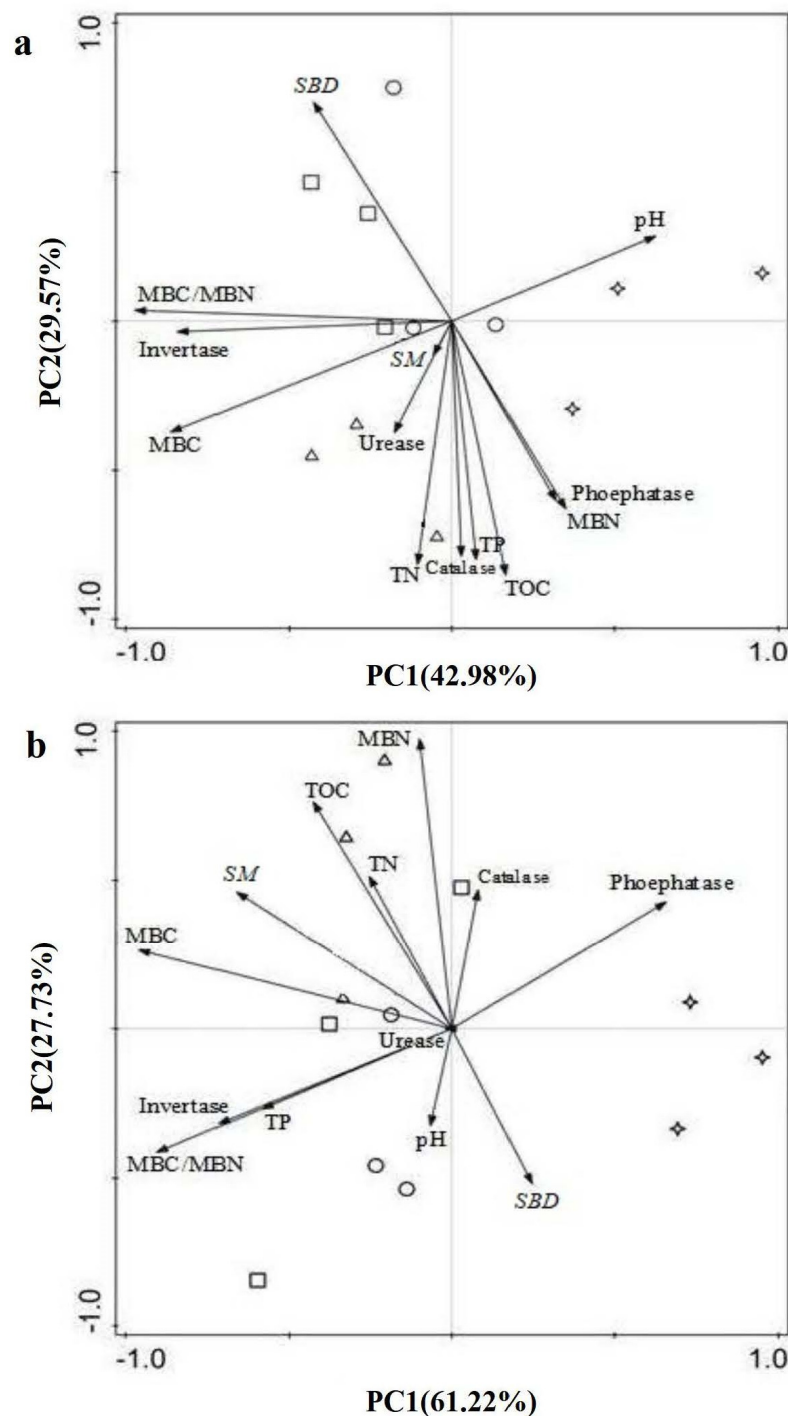 a
1.0
SBD
pH
MBC/MBN
Invertase
SM
MBC
Urease
Phoephatase
MBN
TP
TN
Catalase
TOC
PC2(29.57%)
-1.0
-1.0
1.0
PC1(42.98%)
b
1.0
MBN
TOC
TN
Catalase
SM
Phoephatase
MBC
Urease
PC2(27.73%)
Invertase
TP
pH
MBC/MBN
SBD
-1.0
-1.0
1.0
PC1(61.22%)